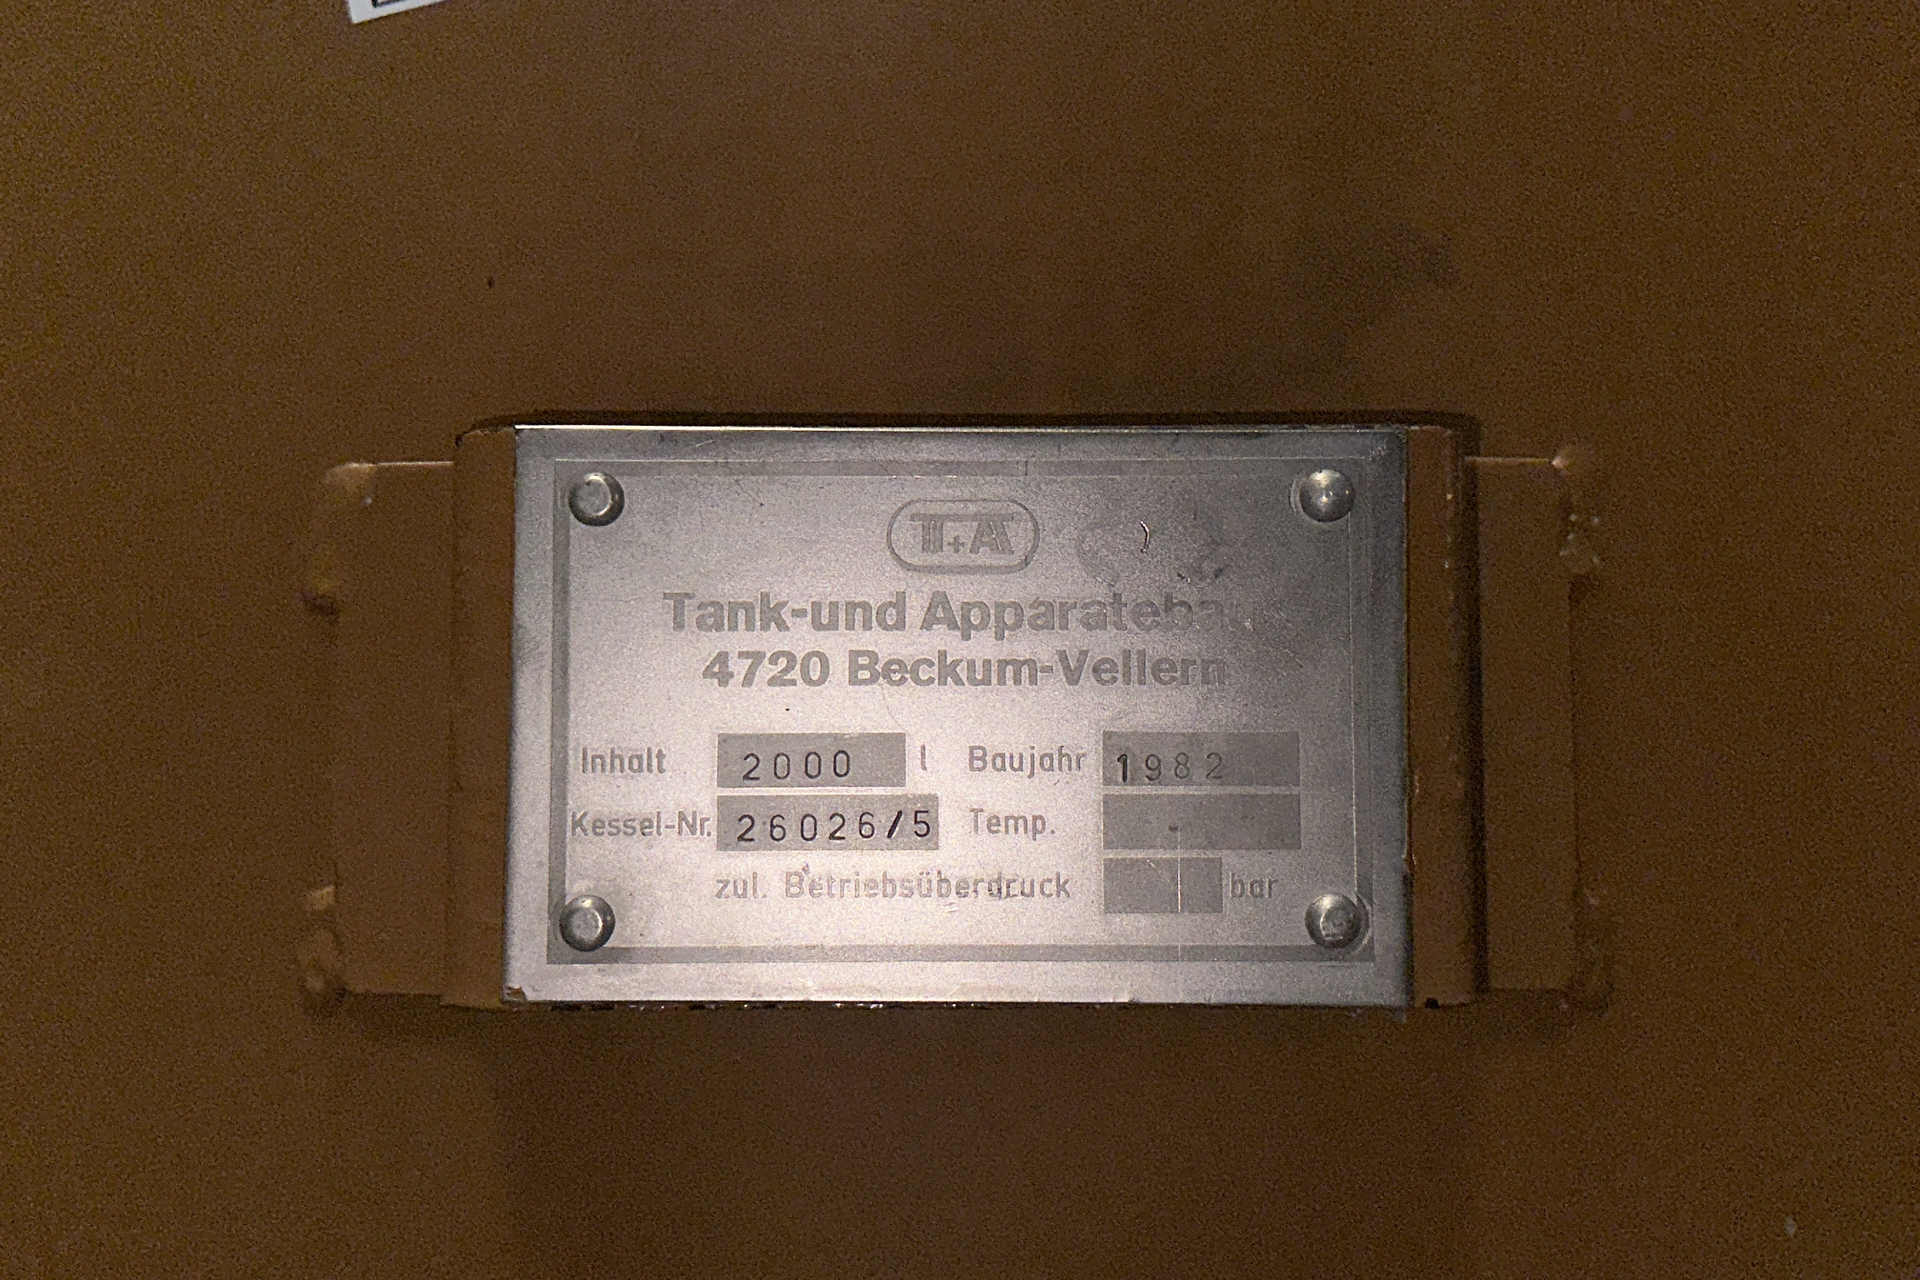 T+A
Tank-und Apparatebau
4720 Beckum-Vellern
Inhalt 2000 l Baujahr 1982
Kessel-Nr. 26026/5 Temp. -
zul. Betriebsüberdruck bar